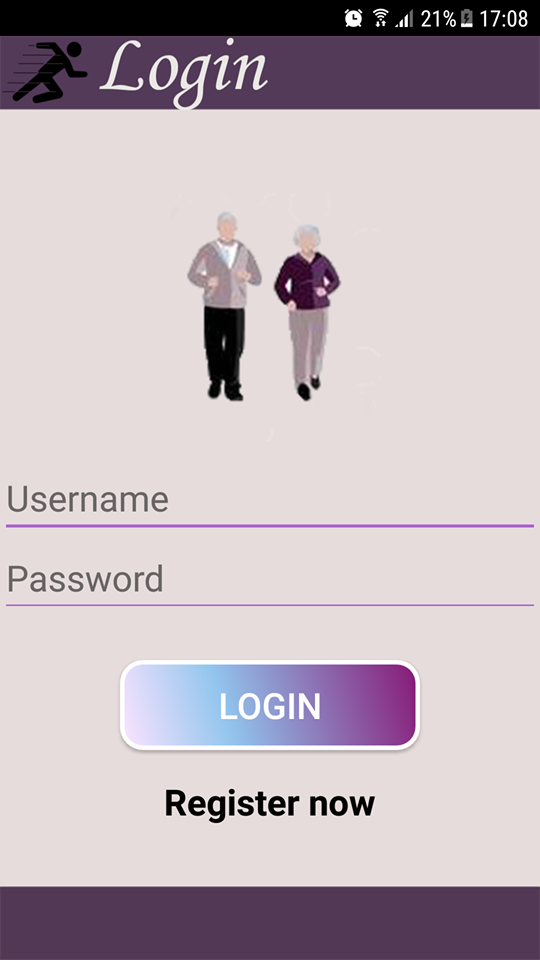 21% 17:08
Login
Username
Password
LOGIN
Register now